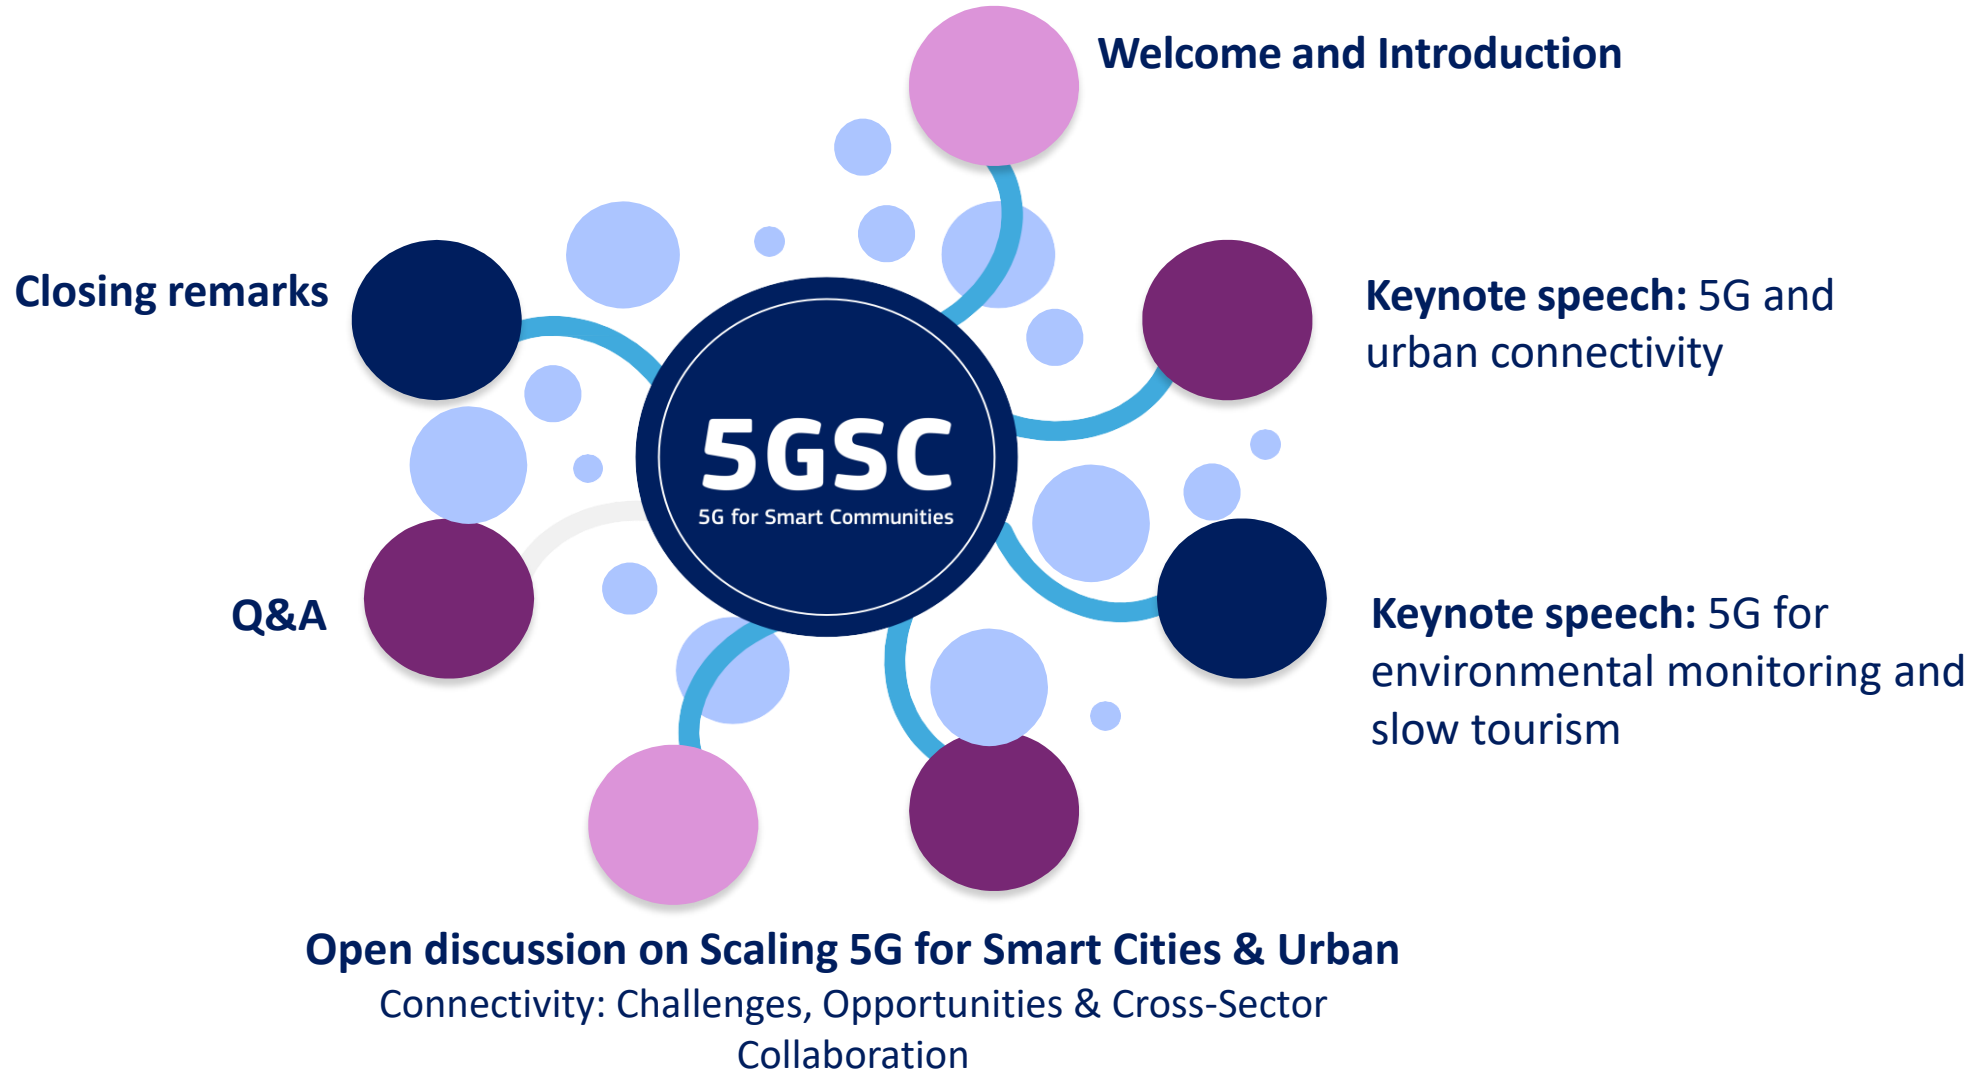 Welcome and Introduction
Keynote speech: 5G and
urban connectivity
Keynote speech: 5G for
environmental monitoring and
slow tourism
Open discussion on Scaling 5G for Smart Cities & Urban
Connectivity: Challenges, Opportunities & Cross-Sector
Collaboration
Q&A
Closing remarks
5GSC
5G for Smart Communities